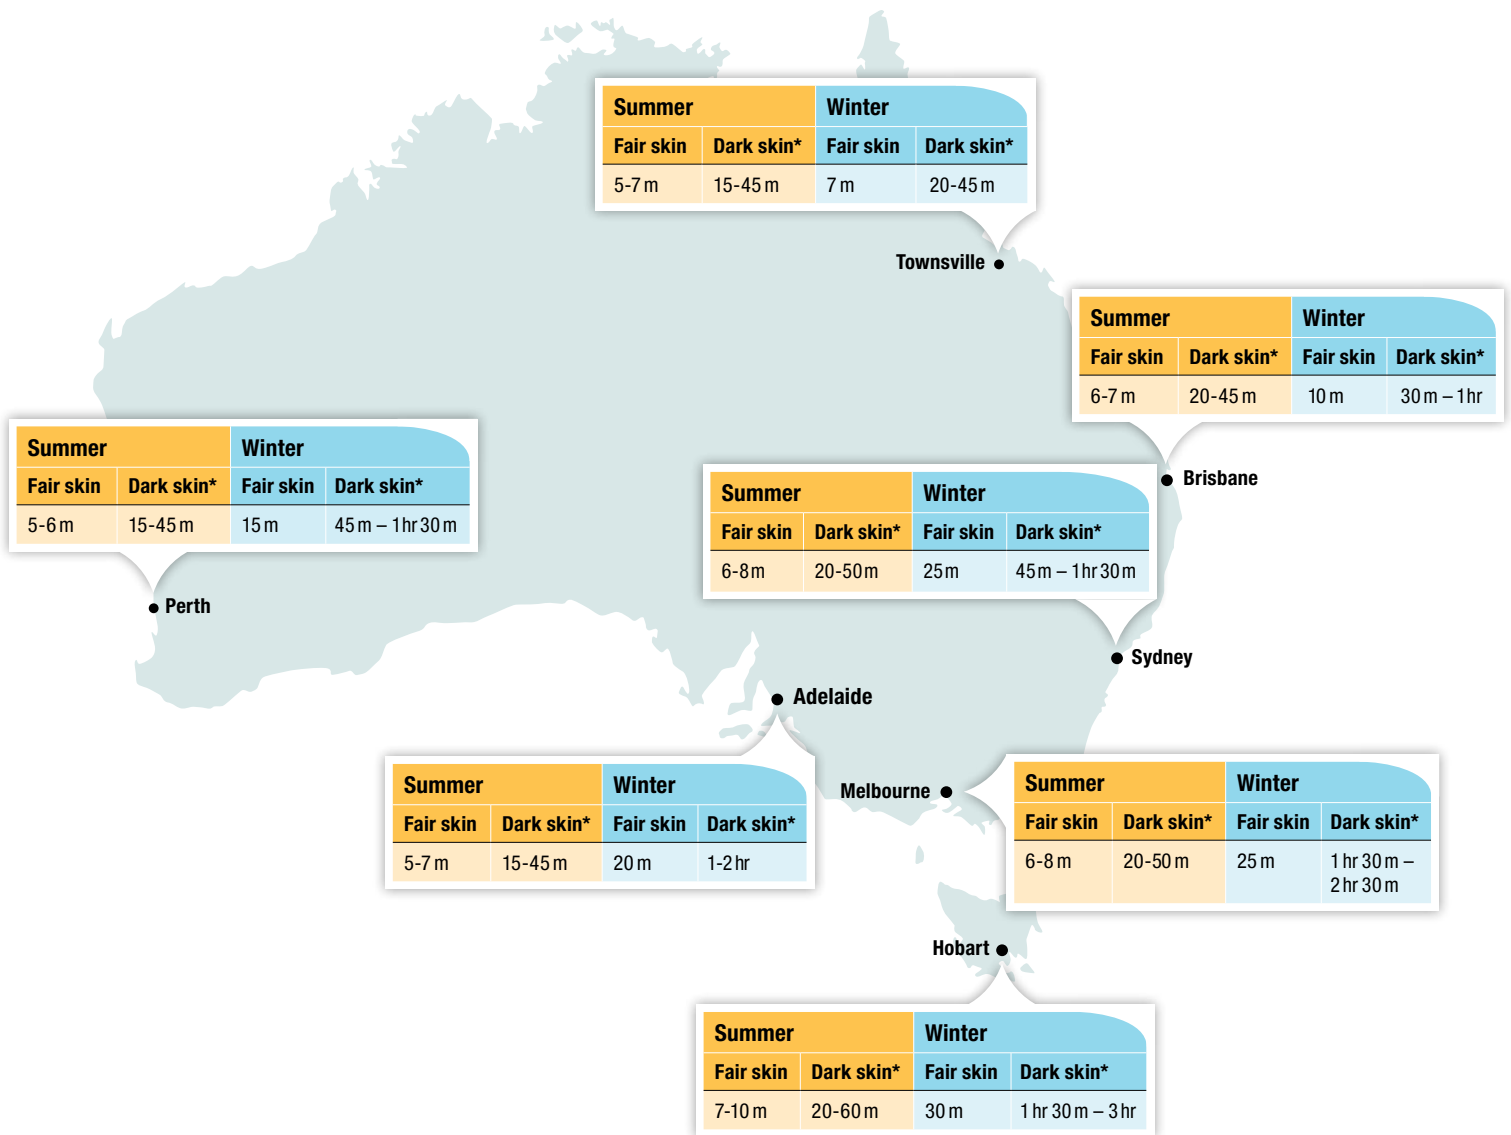 Summer Winter
Fair skin Dark skin* Fair skin Dark skin*
5-7 m 15-45 m 7 m 20-45 m
Townsville
Summer Winter
Fair skin Dark skin* Fair skin Dark skin*
6-7 m 20-45 m 10 m 30 m – 1 hr
Brisbane
Summer Winter
Fair skin Dark skin* Fair skin Dark skin*
5-6 m 15-45 m 15 m 45 m – 1 hr 30 m
Perth
Summer Winter
Fair skin Dark skin* Fair skin Dark skin*
6-8 m 20-50 m 25 m 45 m – 1 hr 30 m
Sydney
Adelaide
Summer Winter
Fair skin Dark skin* Fair skin Dark skin*
5-7 m 15-45 m 20 m 1-2 hr
Melbourne
Summer Winter
Fair skin Dark skin* Fair skin Dark skin*
6-8 m 20-50 m 25 m 1 hr 30 m –
2 hr 30 m
Hobart
Summer Winter
Fair skin Dark skin* Fair skin Dark skin*
7-10 m 20-60 m 30 m 1 hr 30 m – 3 hr